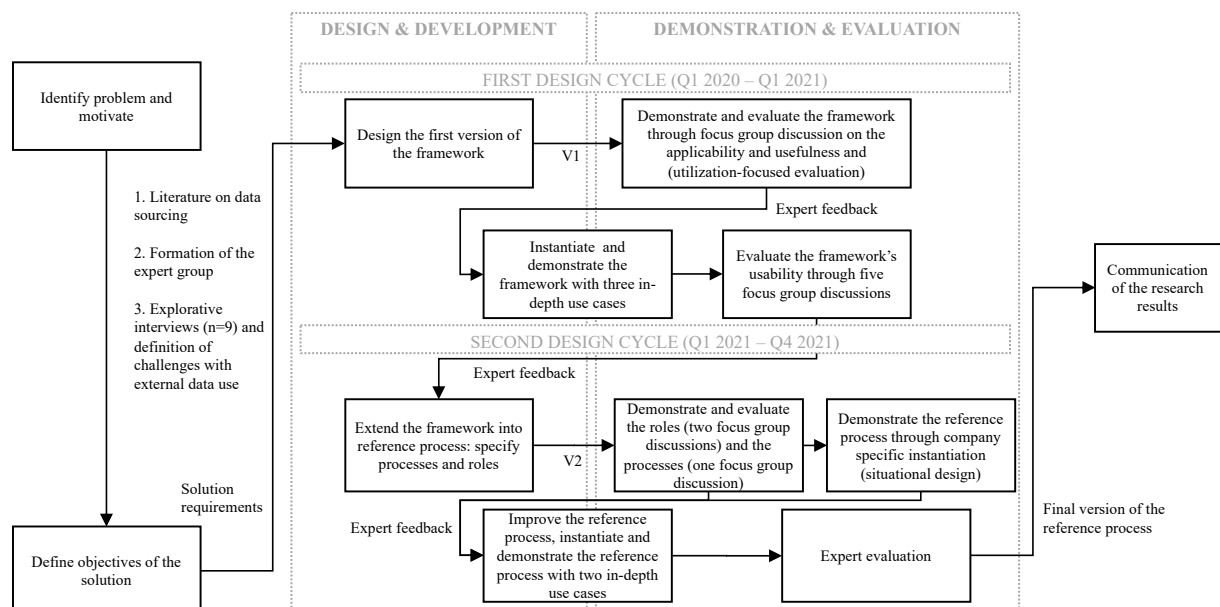 DESIGN & DEVELOPMENT
DEMONSTRATION & EVALUATION
FIRST DESIGN CYCLE (Q1 2020 – Q1 2021)
Identify problem and
motivate
Design the first version of
the framework
V1
Demonstrate and evaluate the framework
through focus group discussion on the
applicability and usefulness and
(utilization-focused evaluation)
1. Literature on data
sourcing
2. Formation of the
expert group
3. Explorative
interviews (n=9) and
definition of
challenges with
external data use
Expert feedback
Instantiate and
demonstrate the
framework with three in-
depth use cases
Evaluate the framework's
usability through five
focus group discussions
Communication
of the research
results
SECOND DESIGN CYCLE (Q1 2021 – Q4 2021)
Expert feedback
Extend the framework into
reference process: specify
processes and roles
V2
Demonstrate and evaluate
the roles (two focus group
discussions) and the
processes (one focus group
discussion)
Demonstrate the reference
process through company
specific instantiation
(situational design)
Solution
requirements
Expert feedback
Final version of the
reference process
Define objectives of the
solution
Improve the reference
process, instantiate and
demonstrate the reference
process with two in-depth
use cases
Expert evaluation